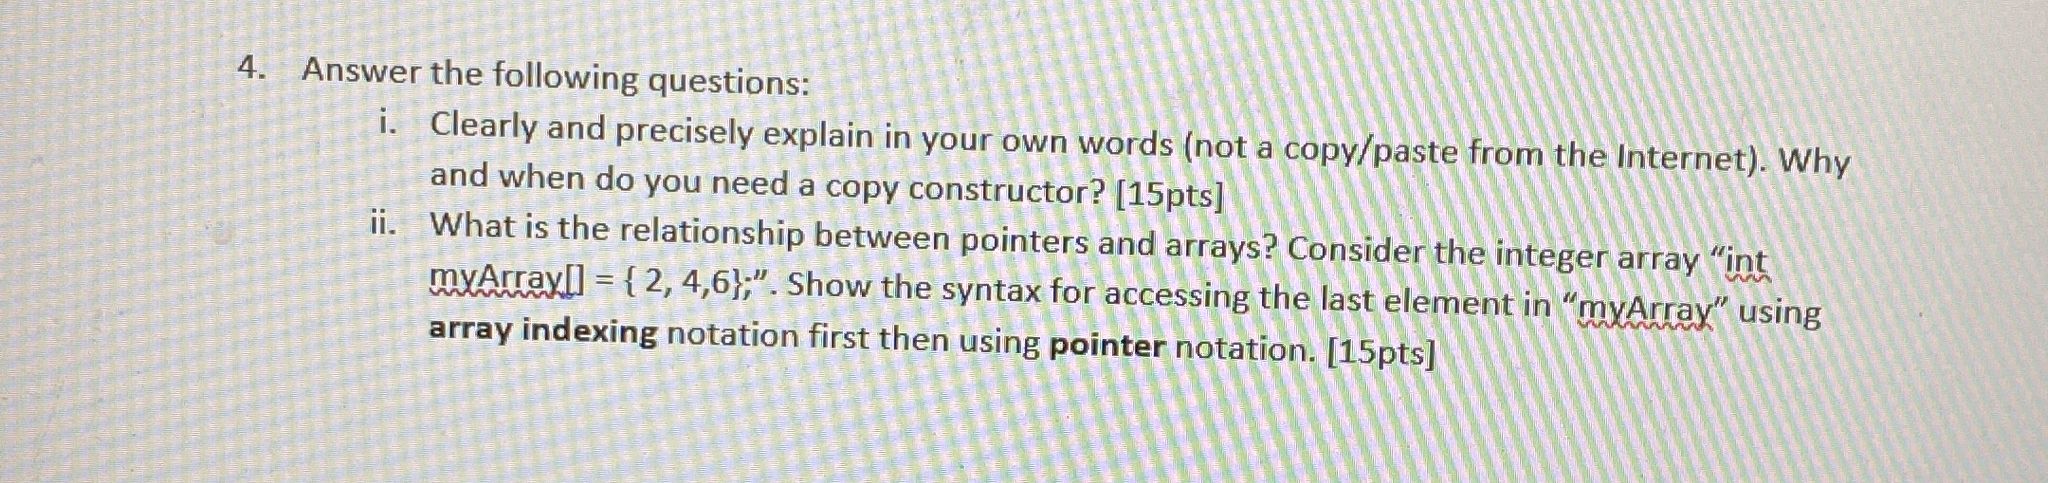 4. Answer the following questions:
i. Clearly and precisely explain in your own words (not a copy/paste from the Internet). Why
and when do you need a copy constructor? [15pts]
ii. What is the relationship between pointers and arrays? Consider the integer array “int
myArray[] = { 2, 4,6};”. Show the syntax for accessing the last element in “myArray” using
array indexing notation first then using pointer notation. [15pts]